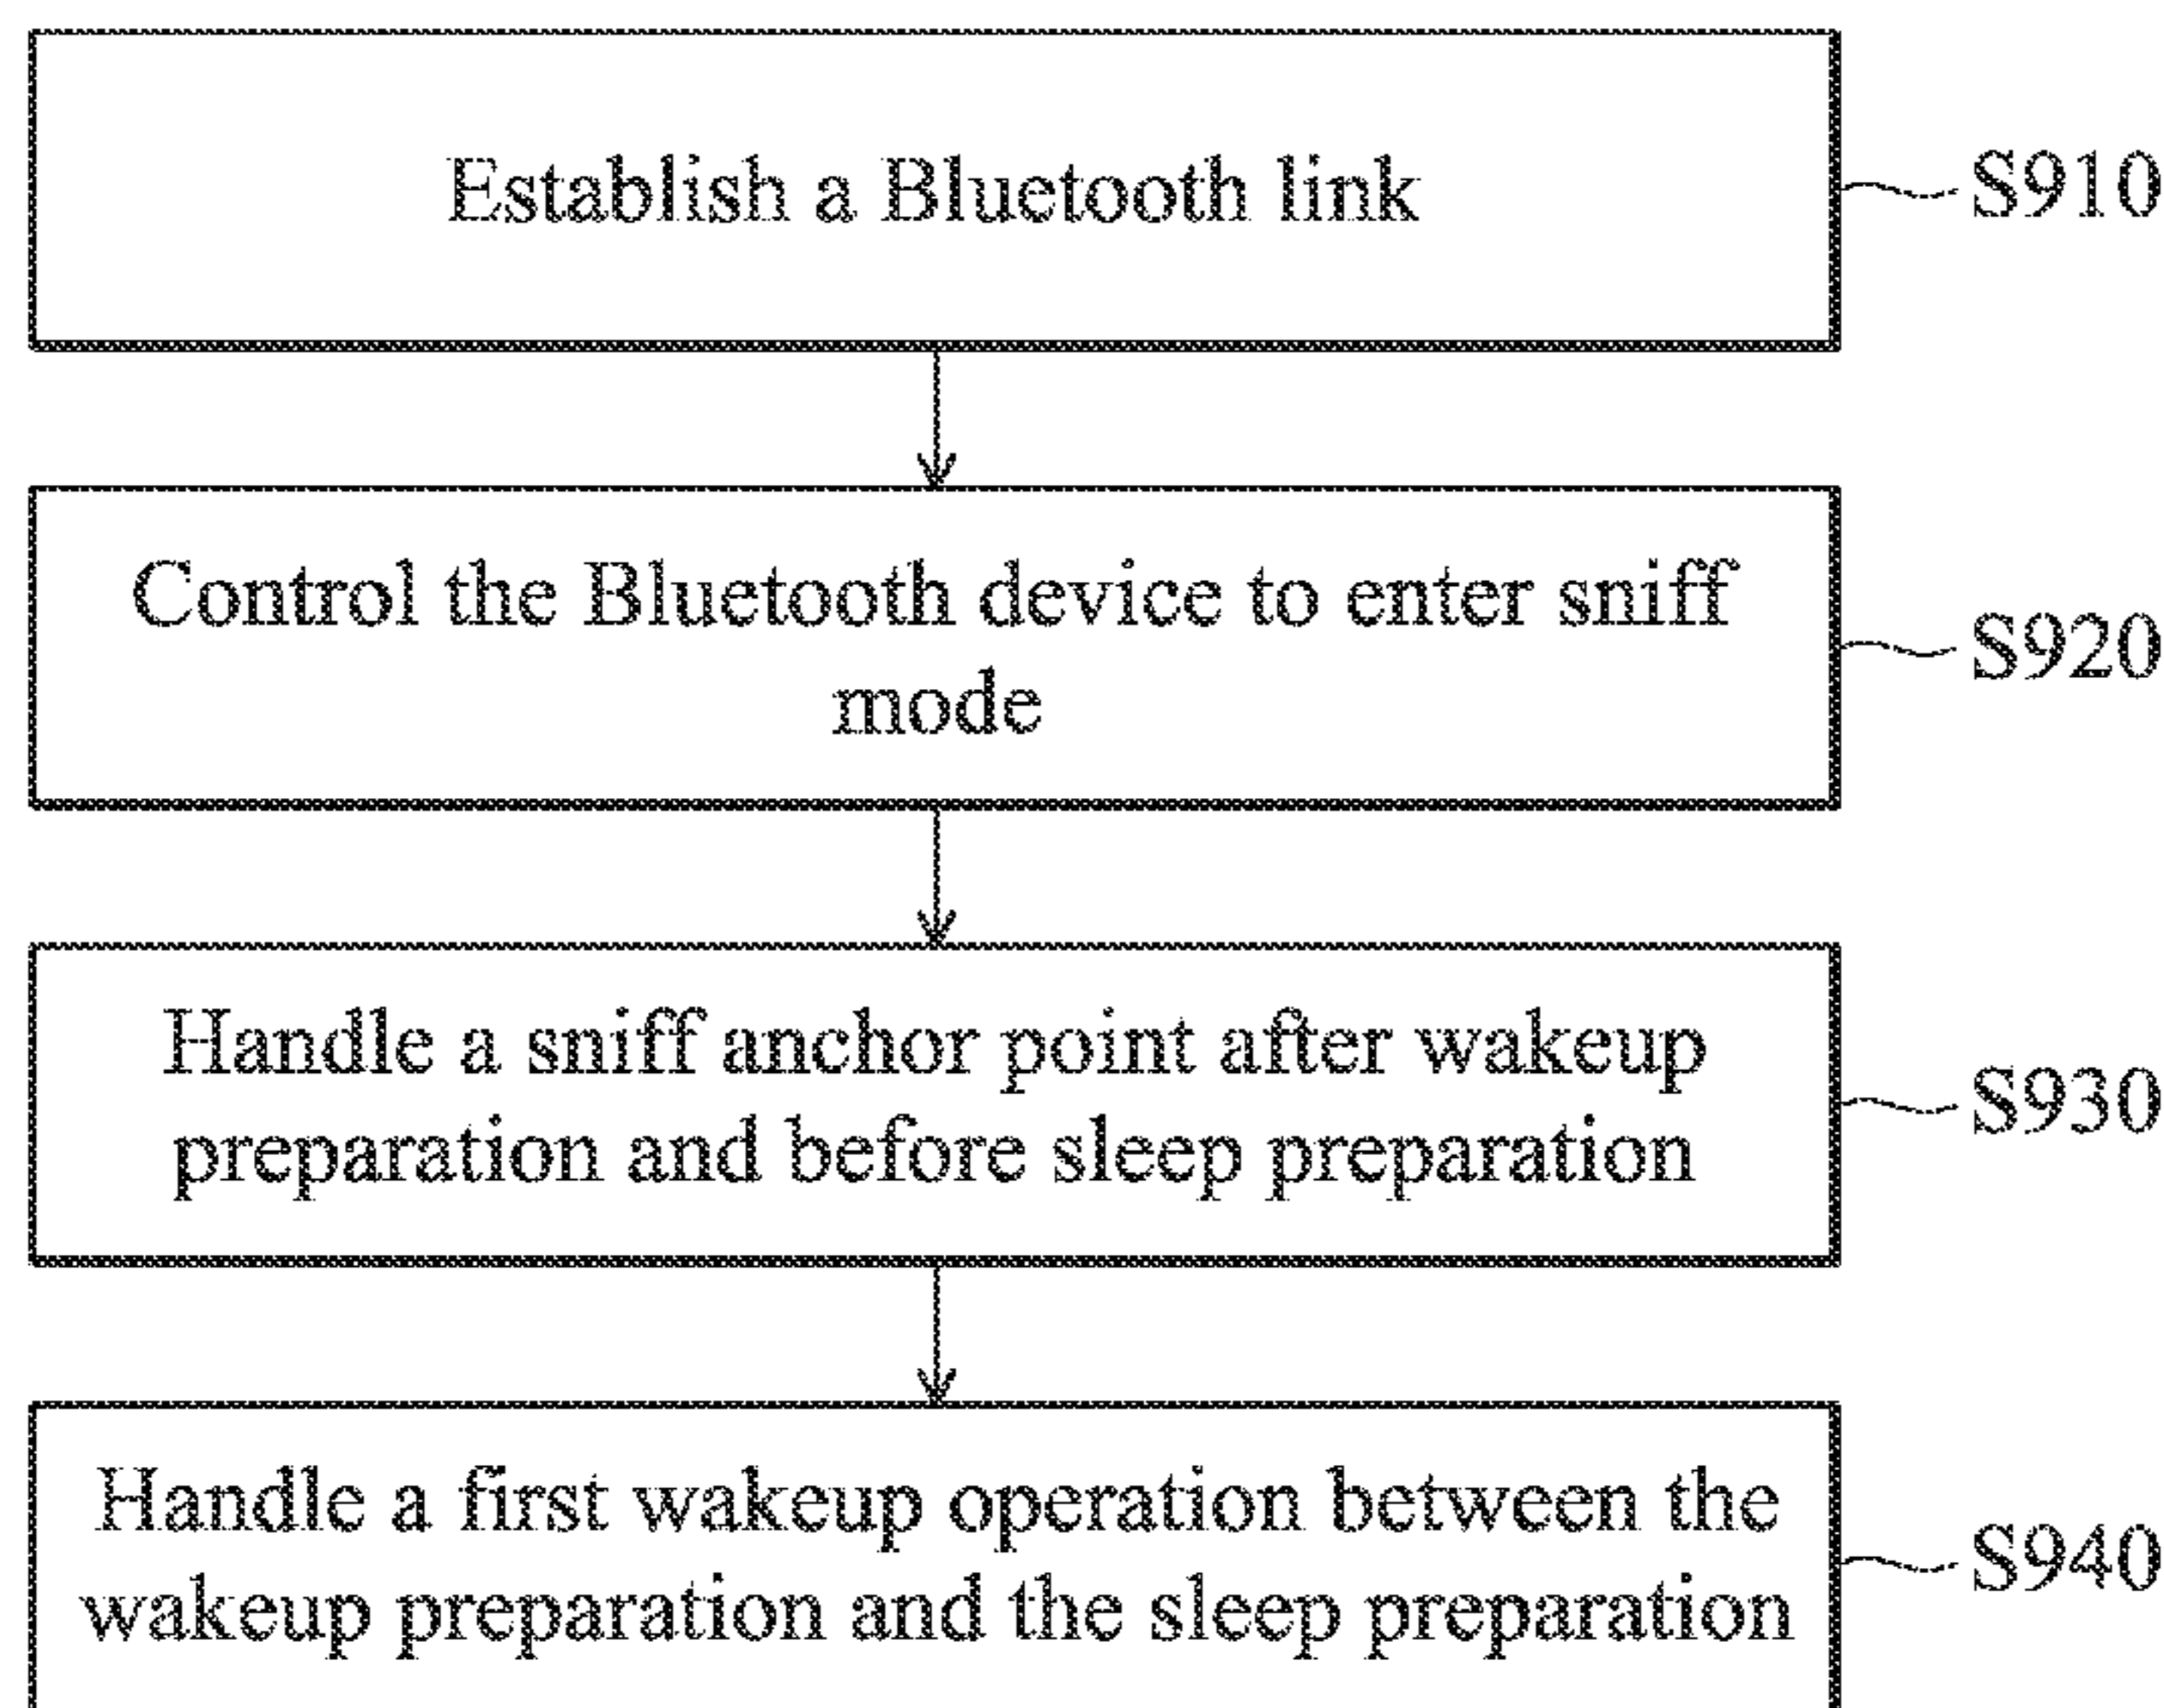 Establish a Bluetooth link
S910
Control the Bluetooth device to enter sniff
mode
S920
Handle a sniff anchor point after wakeup
preparation and before sleep preparation
S930
Handle a first wakeup operation between the
wakeup preparation and the sleep preparation
S940